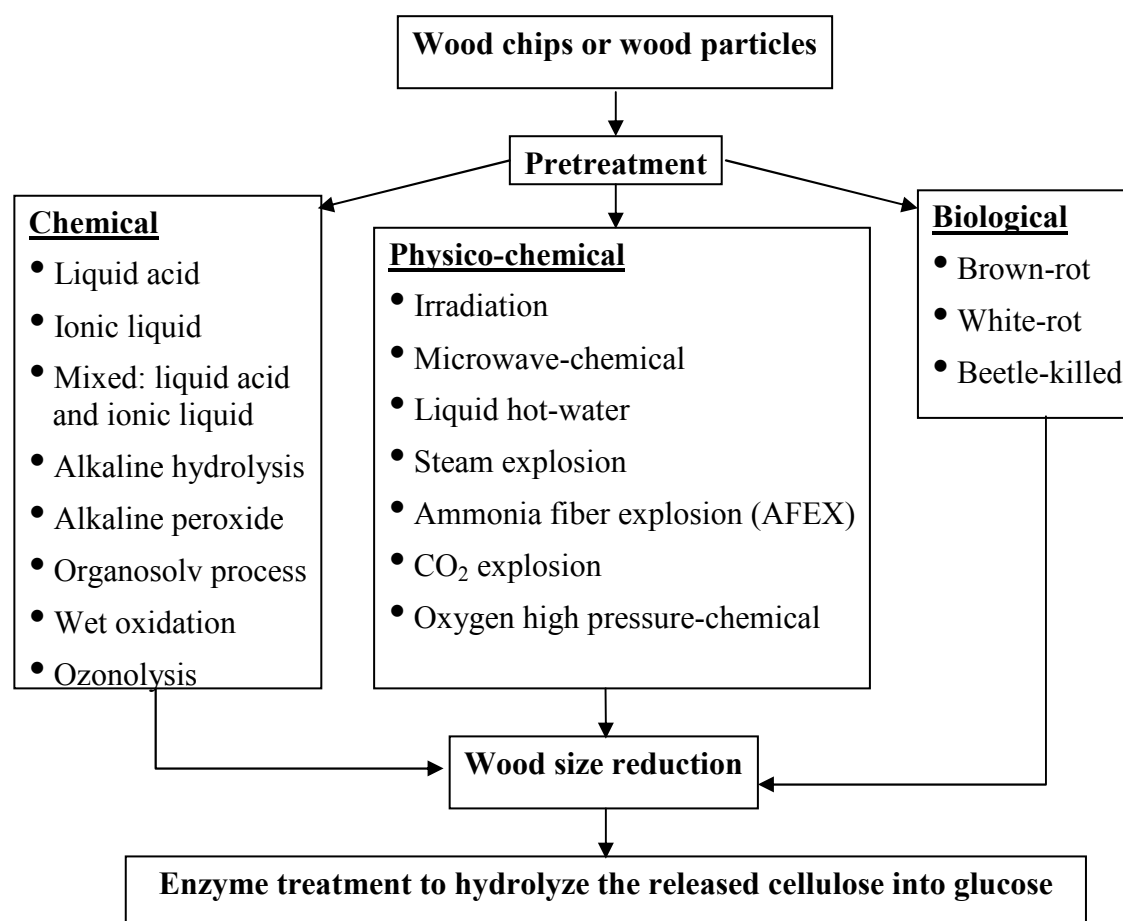 Wood chips or wood particles
Pretreatment
Chemical
• Liquid acid
• Ionic liquid
• Mixed: liquid acid
and ionic liquid
• Alkaline hydrolysis
• Alkaline peroxide
• Organosolv process
• Wet oxidation
• Ozonolysis
Physico-chemical
• Irradiation
• Microwave-chemical
• Liquid hot-water
• Steam explosion
• Ammonia fiber explosion (AFEX)
• CO₂ explosion
• Oxygen high pressure-chemical
Biological
• Brown-rot
• White-rot
• Beetle-killed
Wood size reduction
Enzyme treatment to hydrolyze the released cellulose into glucose